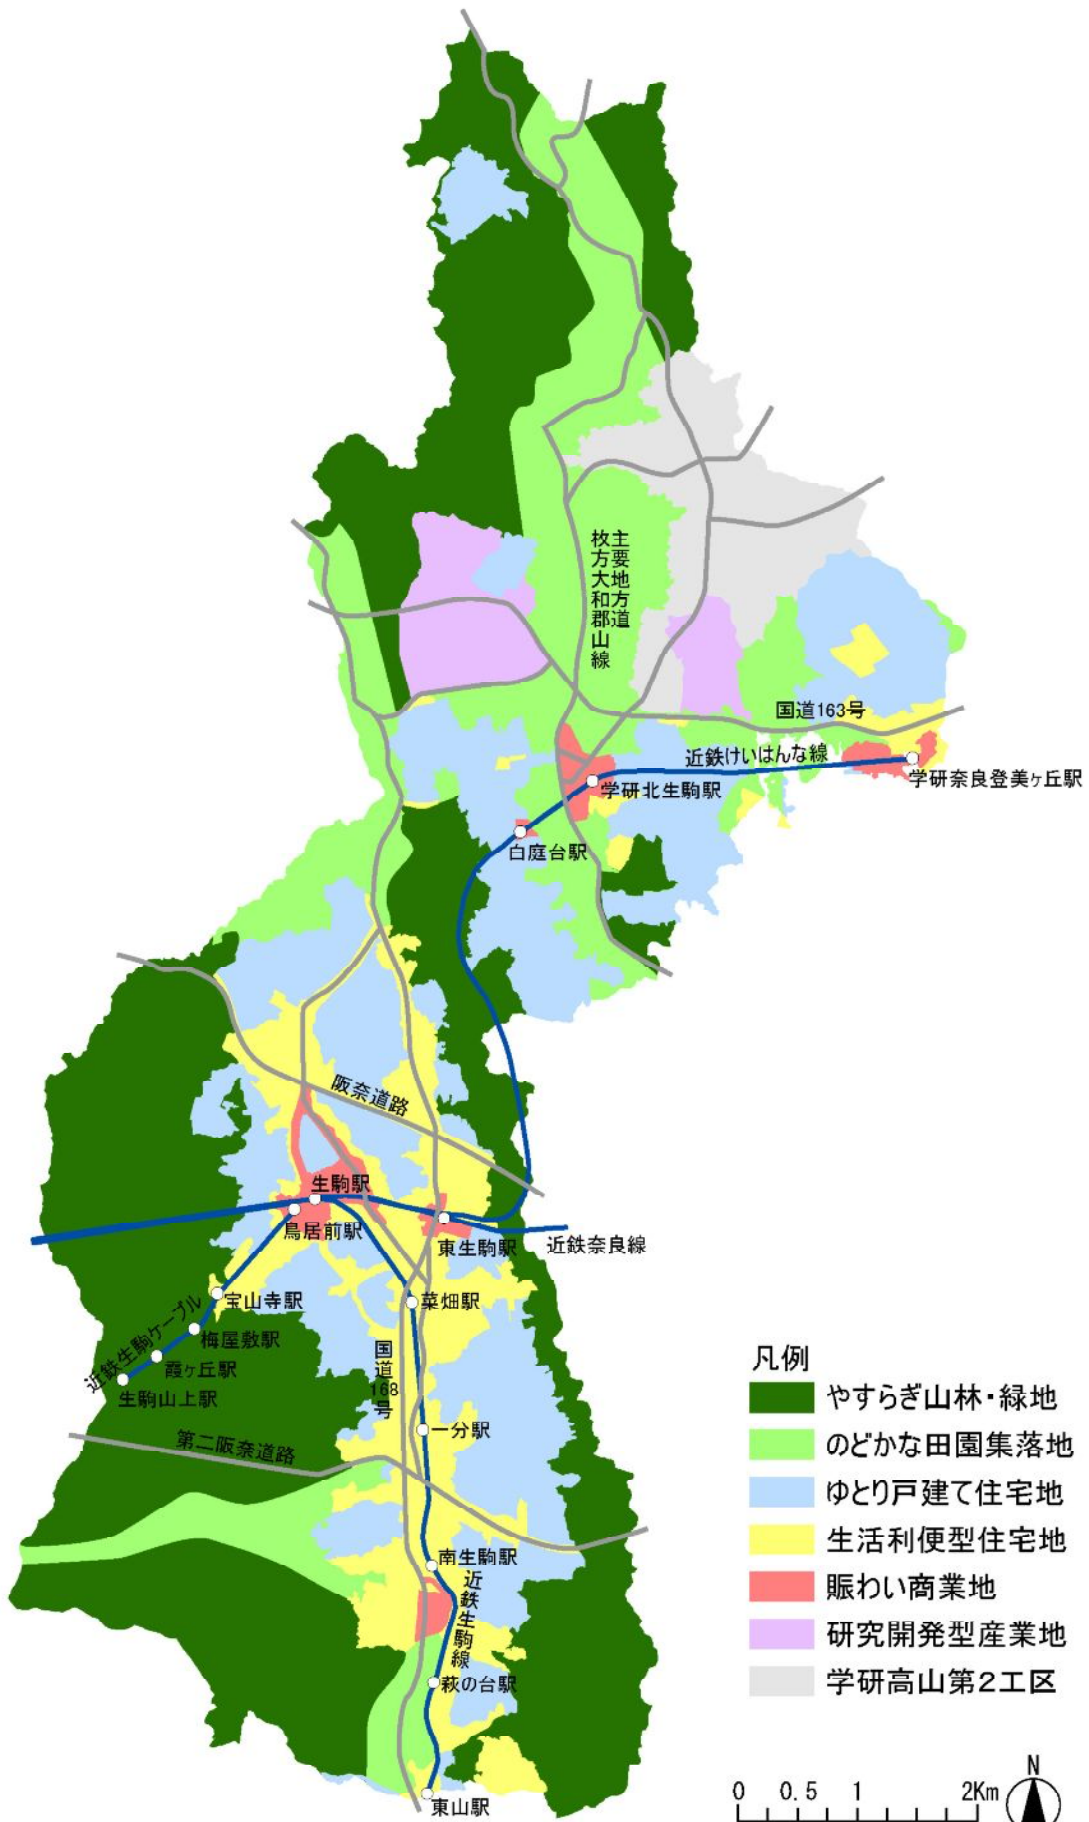 主要地方道
枚方大和郡山線
国道163号
近鉄けいはんな線
学研奈良登美ヶ丘駅
学研北生駒駅
白庭台駅
阪奈道路
生駒駅
鳥居前駅
東生駒駅
近鉄奈良線
宝山寺駅
菜畑駅
近鉄生駒ケーブル
梅屋敷駅
霞ヶ丘駅
生駒山上駅
国道168号
一分駅
第二阪奈道路
南生駒駅
近鉄生駒線
萩の台駅
東山駅
凡例
やすらぎ山林・緑地
のどかな田園集落地
ゆとり戸建て住宅地
生活利便型住宅地
賑わい商業地
研究開発型産業地
学研高山第2工区
0 0.5 1 2Km
N